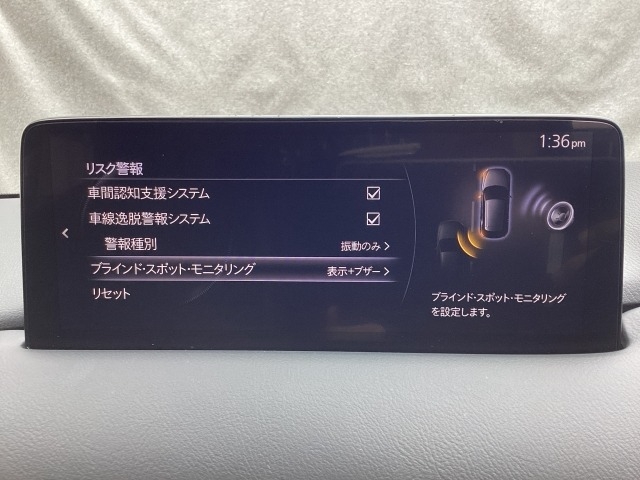 1:36 pm
リスク警報
車間認知支援システム
車線逸脱警報システム
警報種別 振動のみ
ブラインド・スポット・モニタリング 表示+ブザー
リセット
ブラインド・スポット・モニタリング
を設定します。